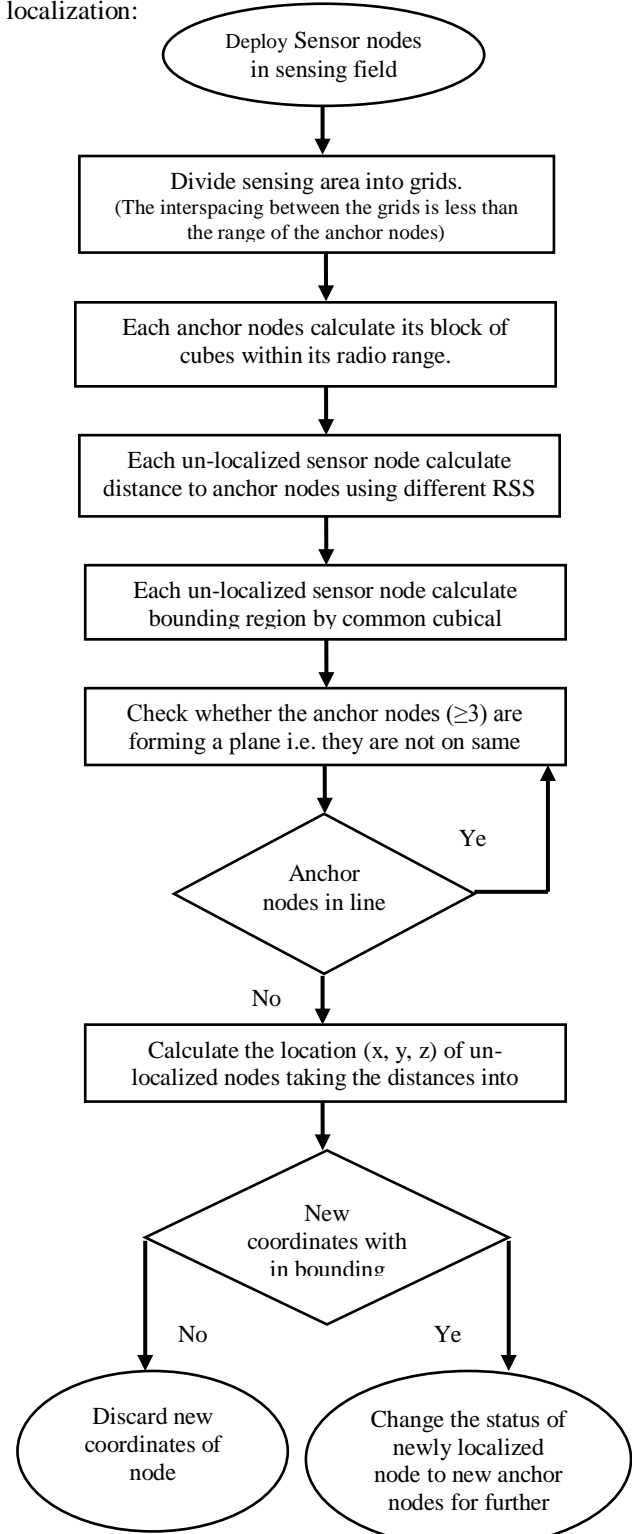 localization:
Deploy Sensor nodes
in sensing field
Divide sensing area into grids.
(The interspacing between the grids is less than
the range of the anchor nodes)
Each anchor nodes calculate its block of
cubes within its radio range.
Each un-localized sensor node calculate
distance to anchor nodes using different RSS
Each un-localized sensor node calculate
bounding region by common cubical
Check whether the anchor nodes (≥3) are
forming a plane i.e. they are not on same
Ye
Anchor
nodes in line
No
Calculate the location (x, y, z) of un-
localized nodes taking the distances into
New
coordinates with
in bounding
No
Ye
Discard new
coordinates of
node
Change the status of
newly localized
node to new anchor
nodes for further